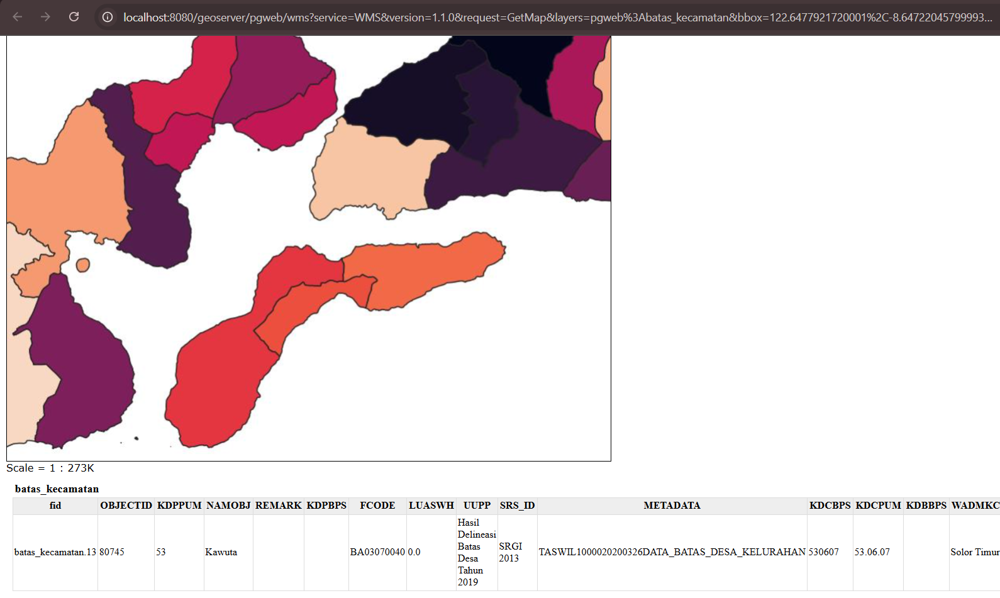 localhost:8080/geoserver/pgweb/wms?service=WMS&version=1.1.0&request=GetMap&layers=pgweb%3Abatas_kecamatan&bbox=122.6477921720001%2C-8.64722045799993...
Scale = 1 : 273K
batas_kecamatan
fid OBJECTID KDPPUM NAMOBJ REMARK KDPBPS FCODE LUASWH UUPP SRS_ID METADATA KDCBPS KDCPUM KDBBPS WADMKC
batas_kecamatan.13 80745 53 Kawuta BA03070040 0.0 Hasil Delineasi Batas Desa Tahun 2019 SRGI 2013 TASWIL1000020200326DATA_BATAS_DESA_KELURAHAN 530607 53.06.07 Solor Timur